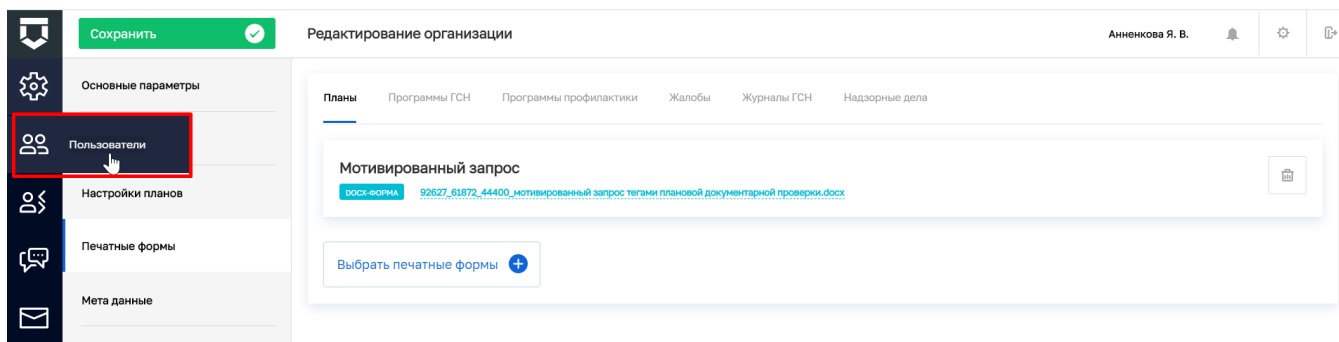 Сохранить
Редактирование организации
Анненкова Я. В.
Основные параметры
Планы
Программы ГСН
Программы профилактики
Жалобы
Журналы ГСН
Надзорные дела
Пользователи
Мотивированный запрос
DOCX-ФОРМА 92627_61872_44400_мотивированный запрос тегами плановой документарной проверки.docx
Настройки планов
Печатные формы
Выбрать печатные формы
Мета данные